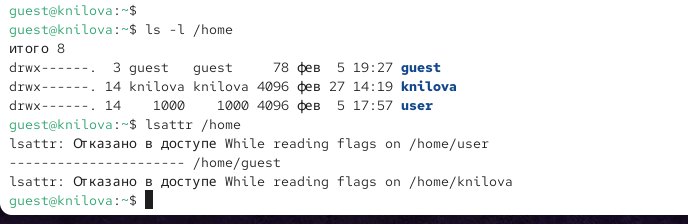 guest@knilova:~$
guest@knilova:~$ ls -l /home
итого 8
drwx------.  3 guest   guest     78 фев  5 19:27 guest
drwx------. 14 knilova knilova 4096 фев 27 14:19 knilova
drwx------. 14    1000    1000 4096 фев  5 17:57 user
guest@knilova:~$ lsattr /home
lsattr: Отказано в доступе While reading flags on /home/user
---------------------- /home/guest
lsattr: Отказано в доступе While reading flags on /home/knilova
guest@knilova:~$